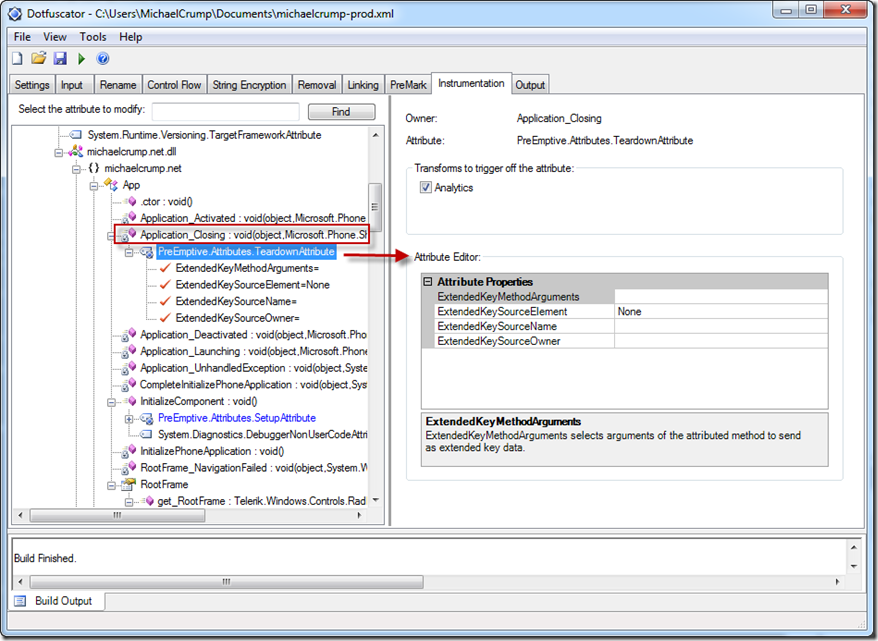 Dotfuscator - C:\Users\MichaelCrump\Documents\michaelcrump-prod.xml
File View Tools Help
Settings Input Rename Control Flow String Encryption Removal Linking PreMark Instrumentation Output
Select the attribute to modify: Find
System.Runtime.Versioning.TargetFrameworkAttribute
michaelcrump.net.dll
{} michaelcrump.net
App
.ctor : void()
Application_Activated : void(object,Microsoft.Phone
Application_Closing : void(object,Microsoft.Phone.Sh
PreEmptive.Attributes.TeardownAttribute
ExtendedKeyMethodArguments=
ExtendedKeySourceElement=None
ExtendedKeySourceName=
ExtendedKeySourceOwner=
Application_Deactivated : void(object,Microsoft.Pho
Application_Launching : void(object,Microsoft.Phone
Application_UnhandledException : void(object,Syste
CompleteInitializePhoneApplication : void(object,Sys
InitializeComponent : void()
PreEmptive.Attributes.SetupAttribute
System.Diagnostics.DebuggerNonUserCodeAttri
InitializePhoneApplication : void()
RootFrame_NavigationFailed : void(object,System.W
RootFrame
get_RootFrame : Telerik.Windows.Controls.Rad
Owner: Application_Closing
Attribute: PreEmptive.Attributes.TeardownAttribute
Transforms to trigger off the attribute:
Analytics
Attribute Editor:
Attribute Properties
ExtendedKeyMethodArguments
ExtendedKeySourceElement None
ExtendedKeySourceName
ExtendedKeySourceOwner
ExtendedKeyMethodArguments
ExtendedKeyMethodArguments selects arguments of the attributed method to send
as extended key data.
Build Finished.
Build Output